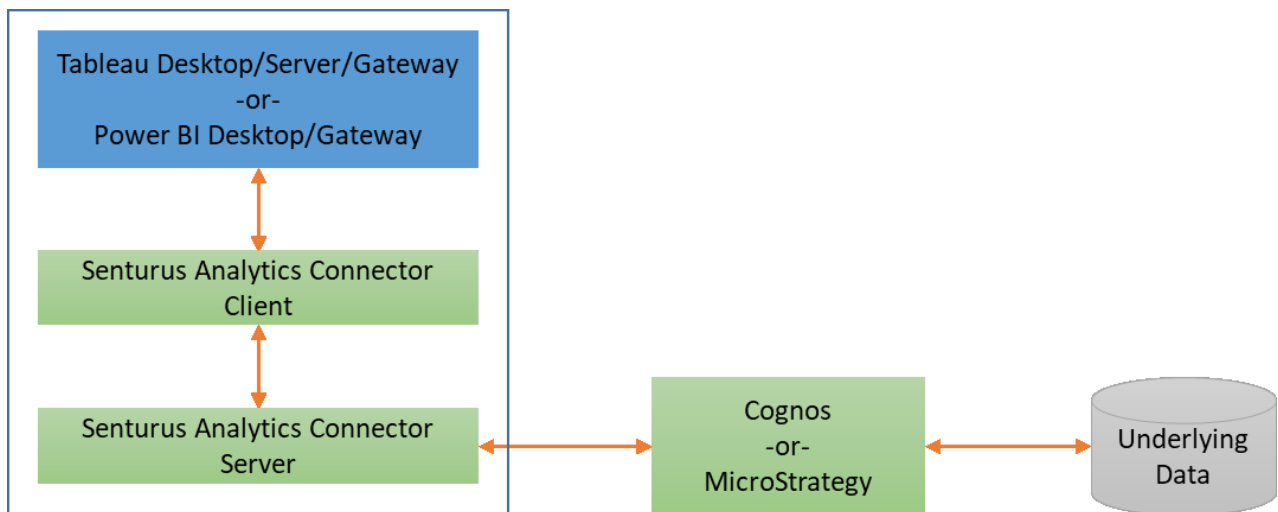 Tableau Desktop/Server/Gateway
-or-
Power BI Desktop/Gateway
Senturus Analytics Connector
Client
Senturus Analytics Connector
Server
Cognos
-or-
MicroStrategy
Underlying
Data